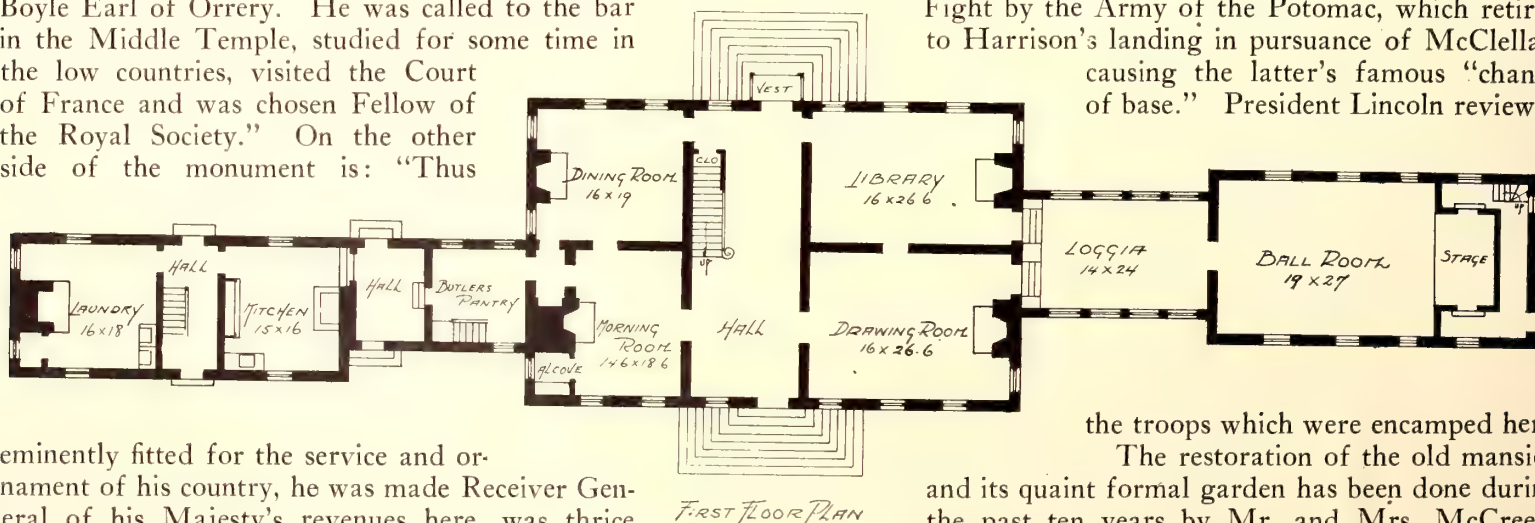 Boyle Earl of Orrery. He was called to the bar
in the Middle Temple, studied for some time in
the low countries, visited the Court
of France and was chosen Fellow of
the Royal Society." On the other
side of the monument is: "Thus
eminently fitted for the service and or-
nament of his country, he was made Receiver Gen-
eral of his Majesty's revenues here, was thrice
Fight by the Army of the Potomac, which retir
to Harrison's landing in pursuance of McClella
causing the latter's famous "chan
of base." President Lincoln review
the troops which were encamped her
The restoration of the old mansi
and its quaint formal garden has been done durin
the past ten years by Mr. and Mrs. McCree
VEST
CLO
DINING ROOM
16 x 19
LIBRARY
16 x 26 6
UP
HALL
LAUNDRY
16 x 18
HALL
KITCHEN
15 x 16
HALL
BUTLERS
PANTRY
MORNING
ROOM
14 6 x 18 6
ALCOVE
DRAWING ROOM
16 x 26.6
LOGGIA
14 x 24
BALL ROOM
19 x 27
STAGE
UP
FIRST FLOOR PLAN